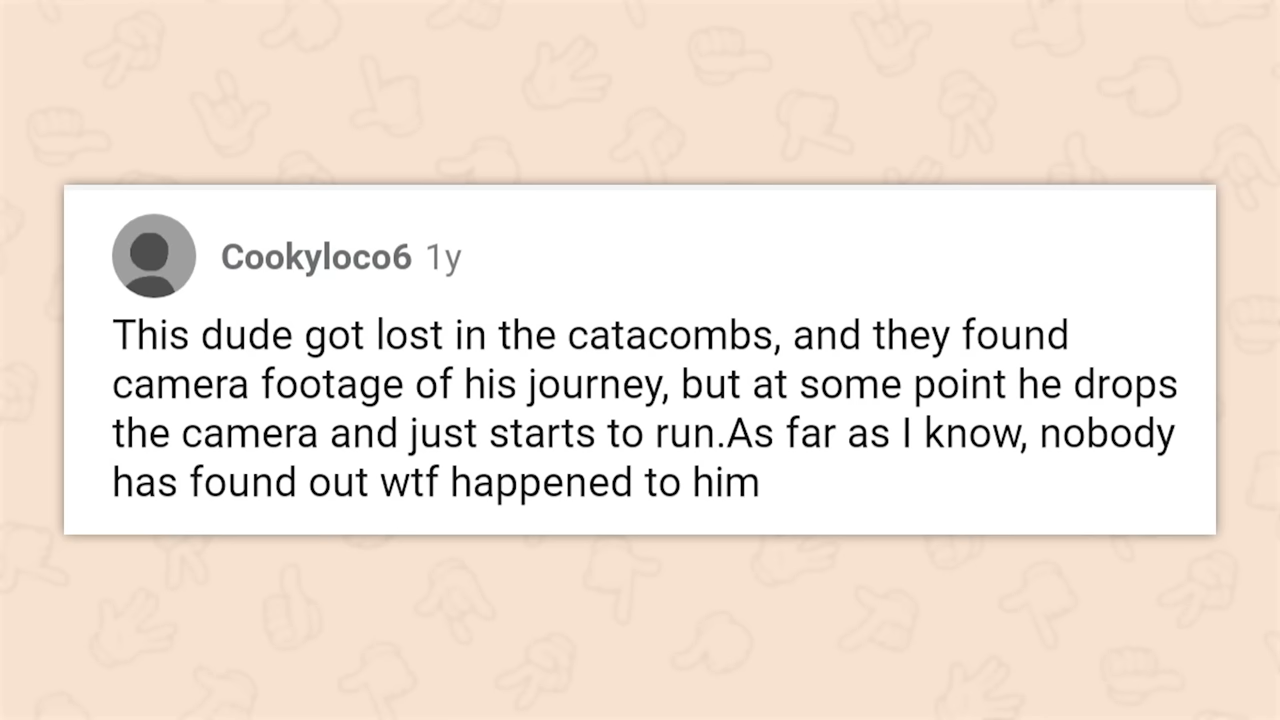 Cookyloco6 1y
This dude got lost in the catacombs, and they found
camera footage of his journey, but at some point he drops
the camera and just starts to run.As far as I know, nobody
has found out wtf happened to him